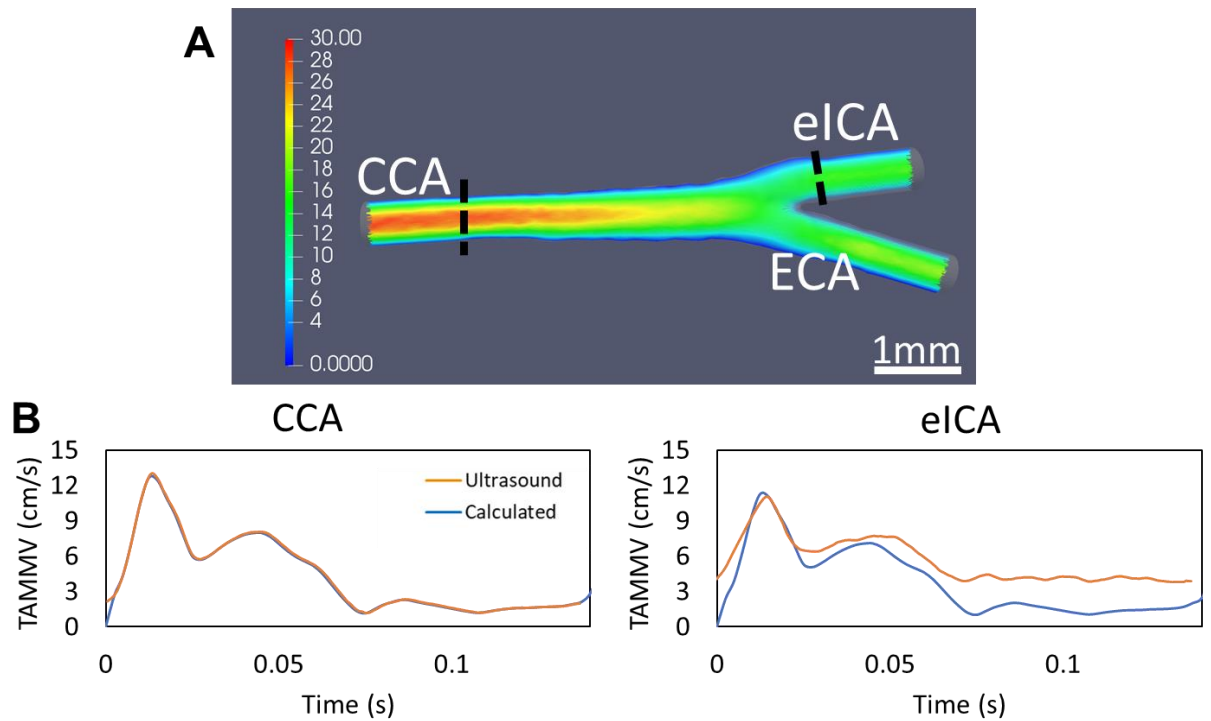 A
30.00
28
26
24
22
20
18
16
14
12
10
8
6
4
0.0000
CCA
eICA
ECA
1mm
B
CCA
TAMMV (cm/s)
15
12
9
6
3
0
Ultrasound
Calculated
0 0.05 0.1
Time (s)
eICA
TAMMV (cm/s)
15
12
9
6
3
0
0 0.05 0.1
Time (s)